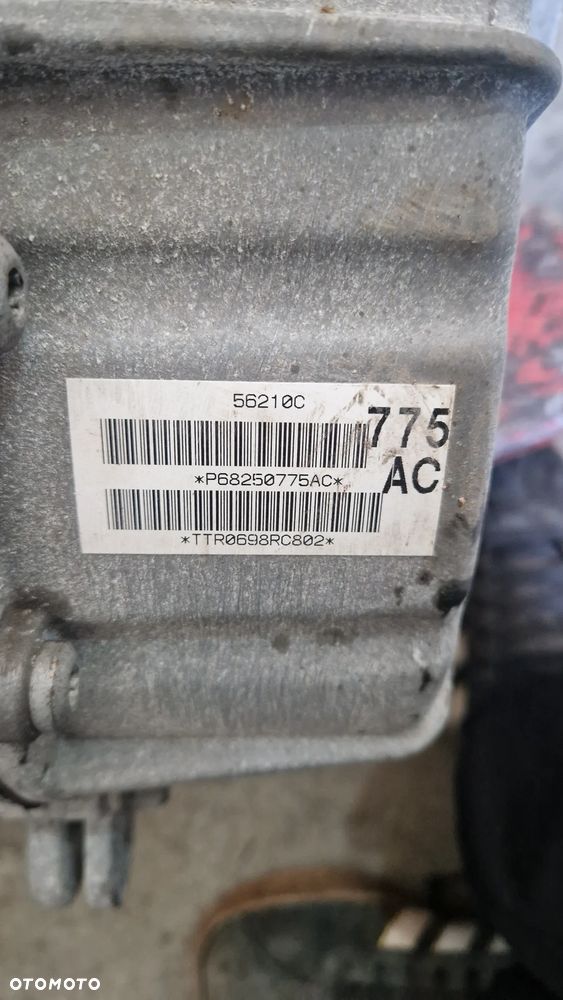 56210C
775
*P68250775AC*
AC
*TTR0698RC802*
OTOMOTO